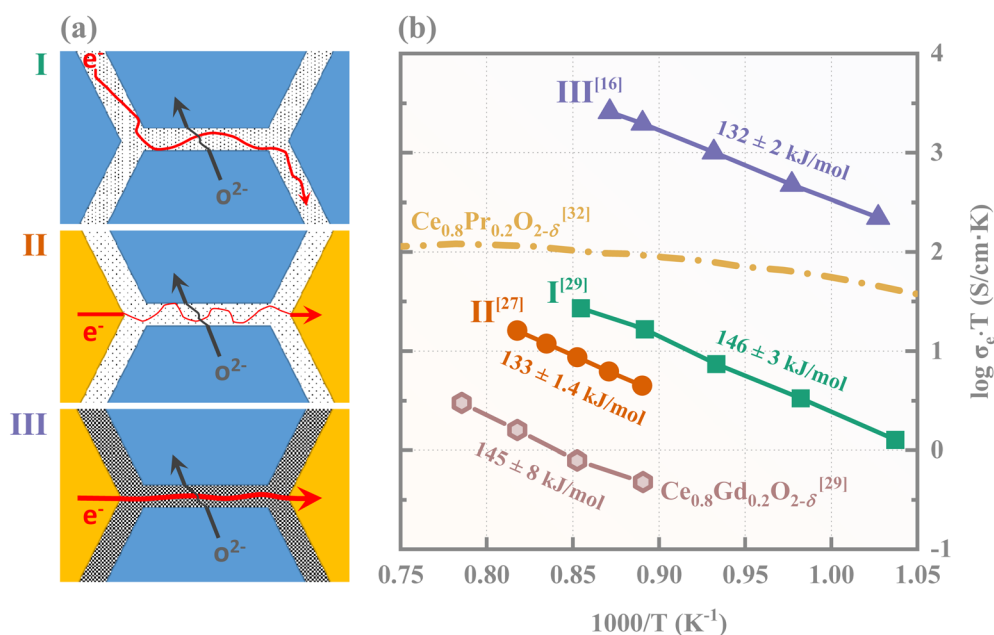 (a)
I
e-
O2-
II
e-
O2-
III
e-
O2-
(b)
III[16]
132 ± 2 kJ/mol
Ce0.8Pr0.2O2-δ[32]
I[29]
II[27]
146 ± 3 kJ/mol
133 ± 1.4 kJ/mol
145 ± 8 kJ/mol
Ce0.8Gd0.2O2-δ[29]
4
3
2
1
0
-1
log σe·T (S/cm·K)
0.75 0.80 0.85 0.90 0.95 1.00 1.05
1000/T (K-1)